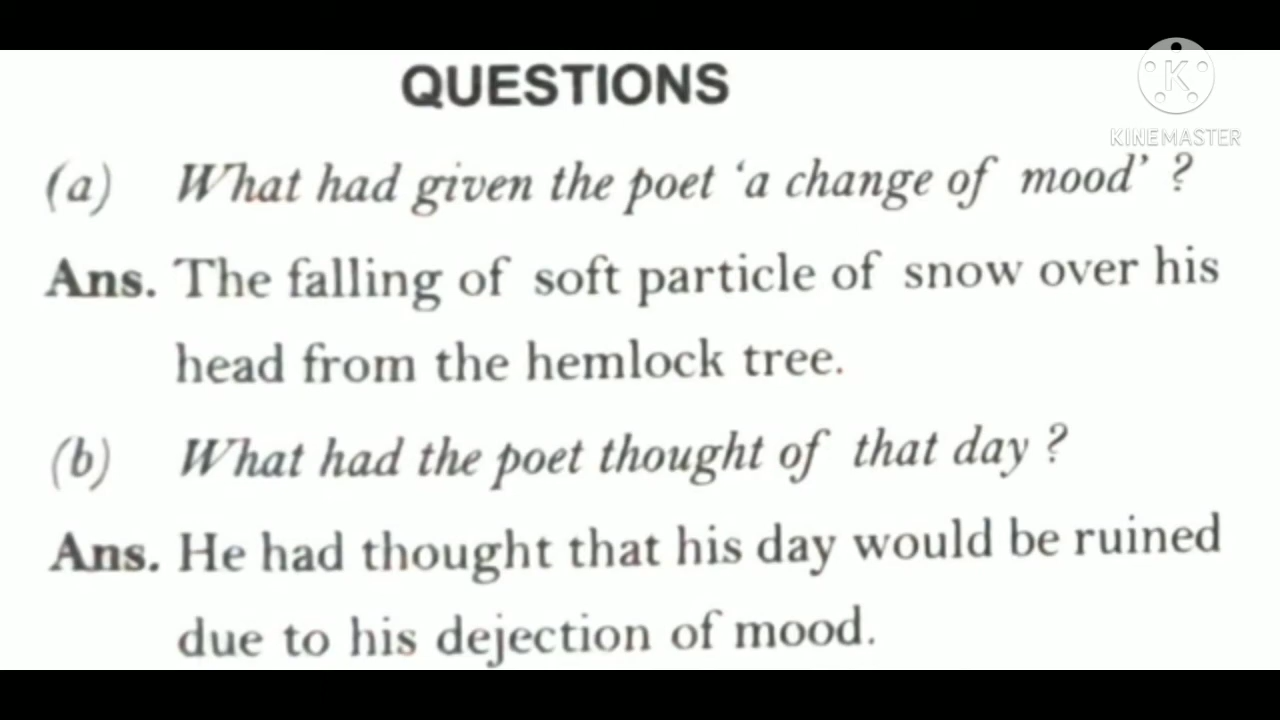 QUESTIONS
K
KINEMASTER
(a) What had given the poet ‘a change of mood’ ?
Ans. The falling of soft particle of snow over his
head from the hemlock tree.
(b) What had the poet thought of that day ?
Ans. He had thought that his day would be ruined
due to his dejection of mood.